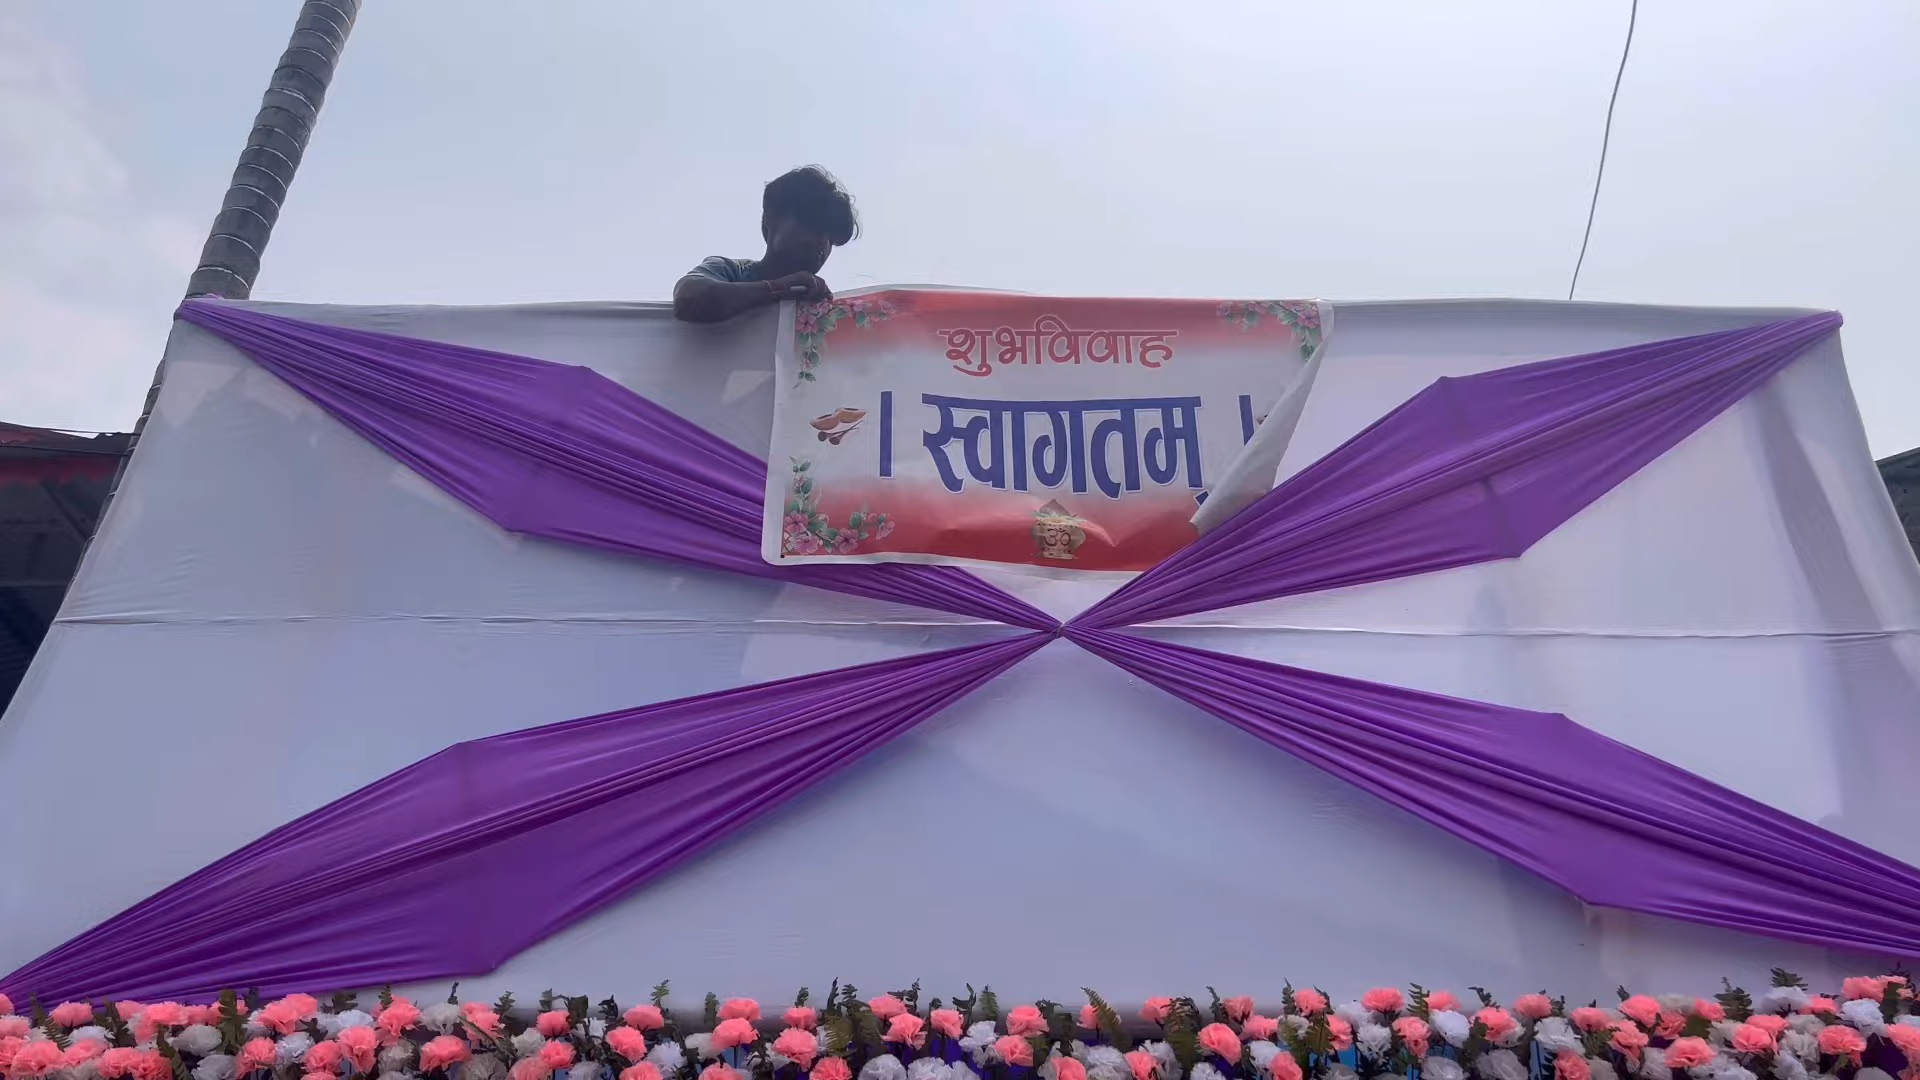 शुभविवाह
। स्वागतम् ।
ॐ